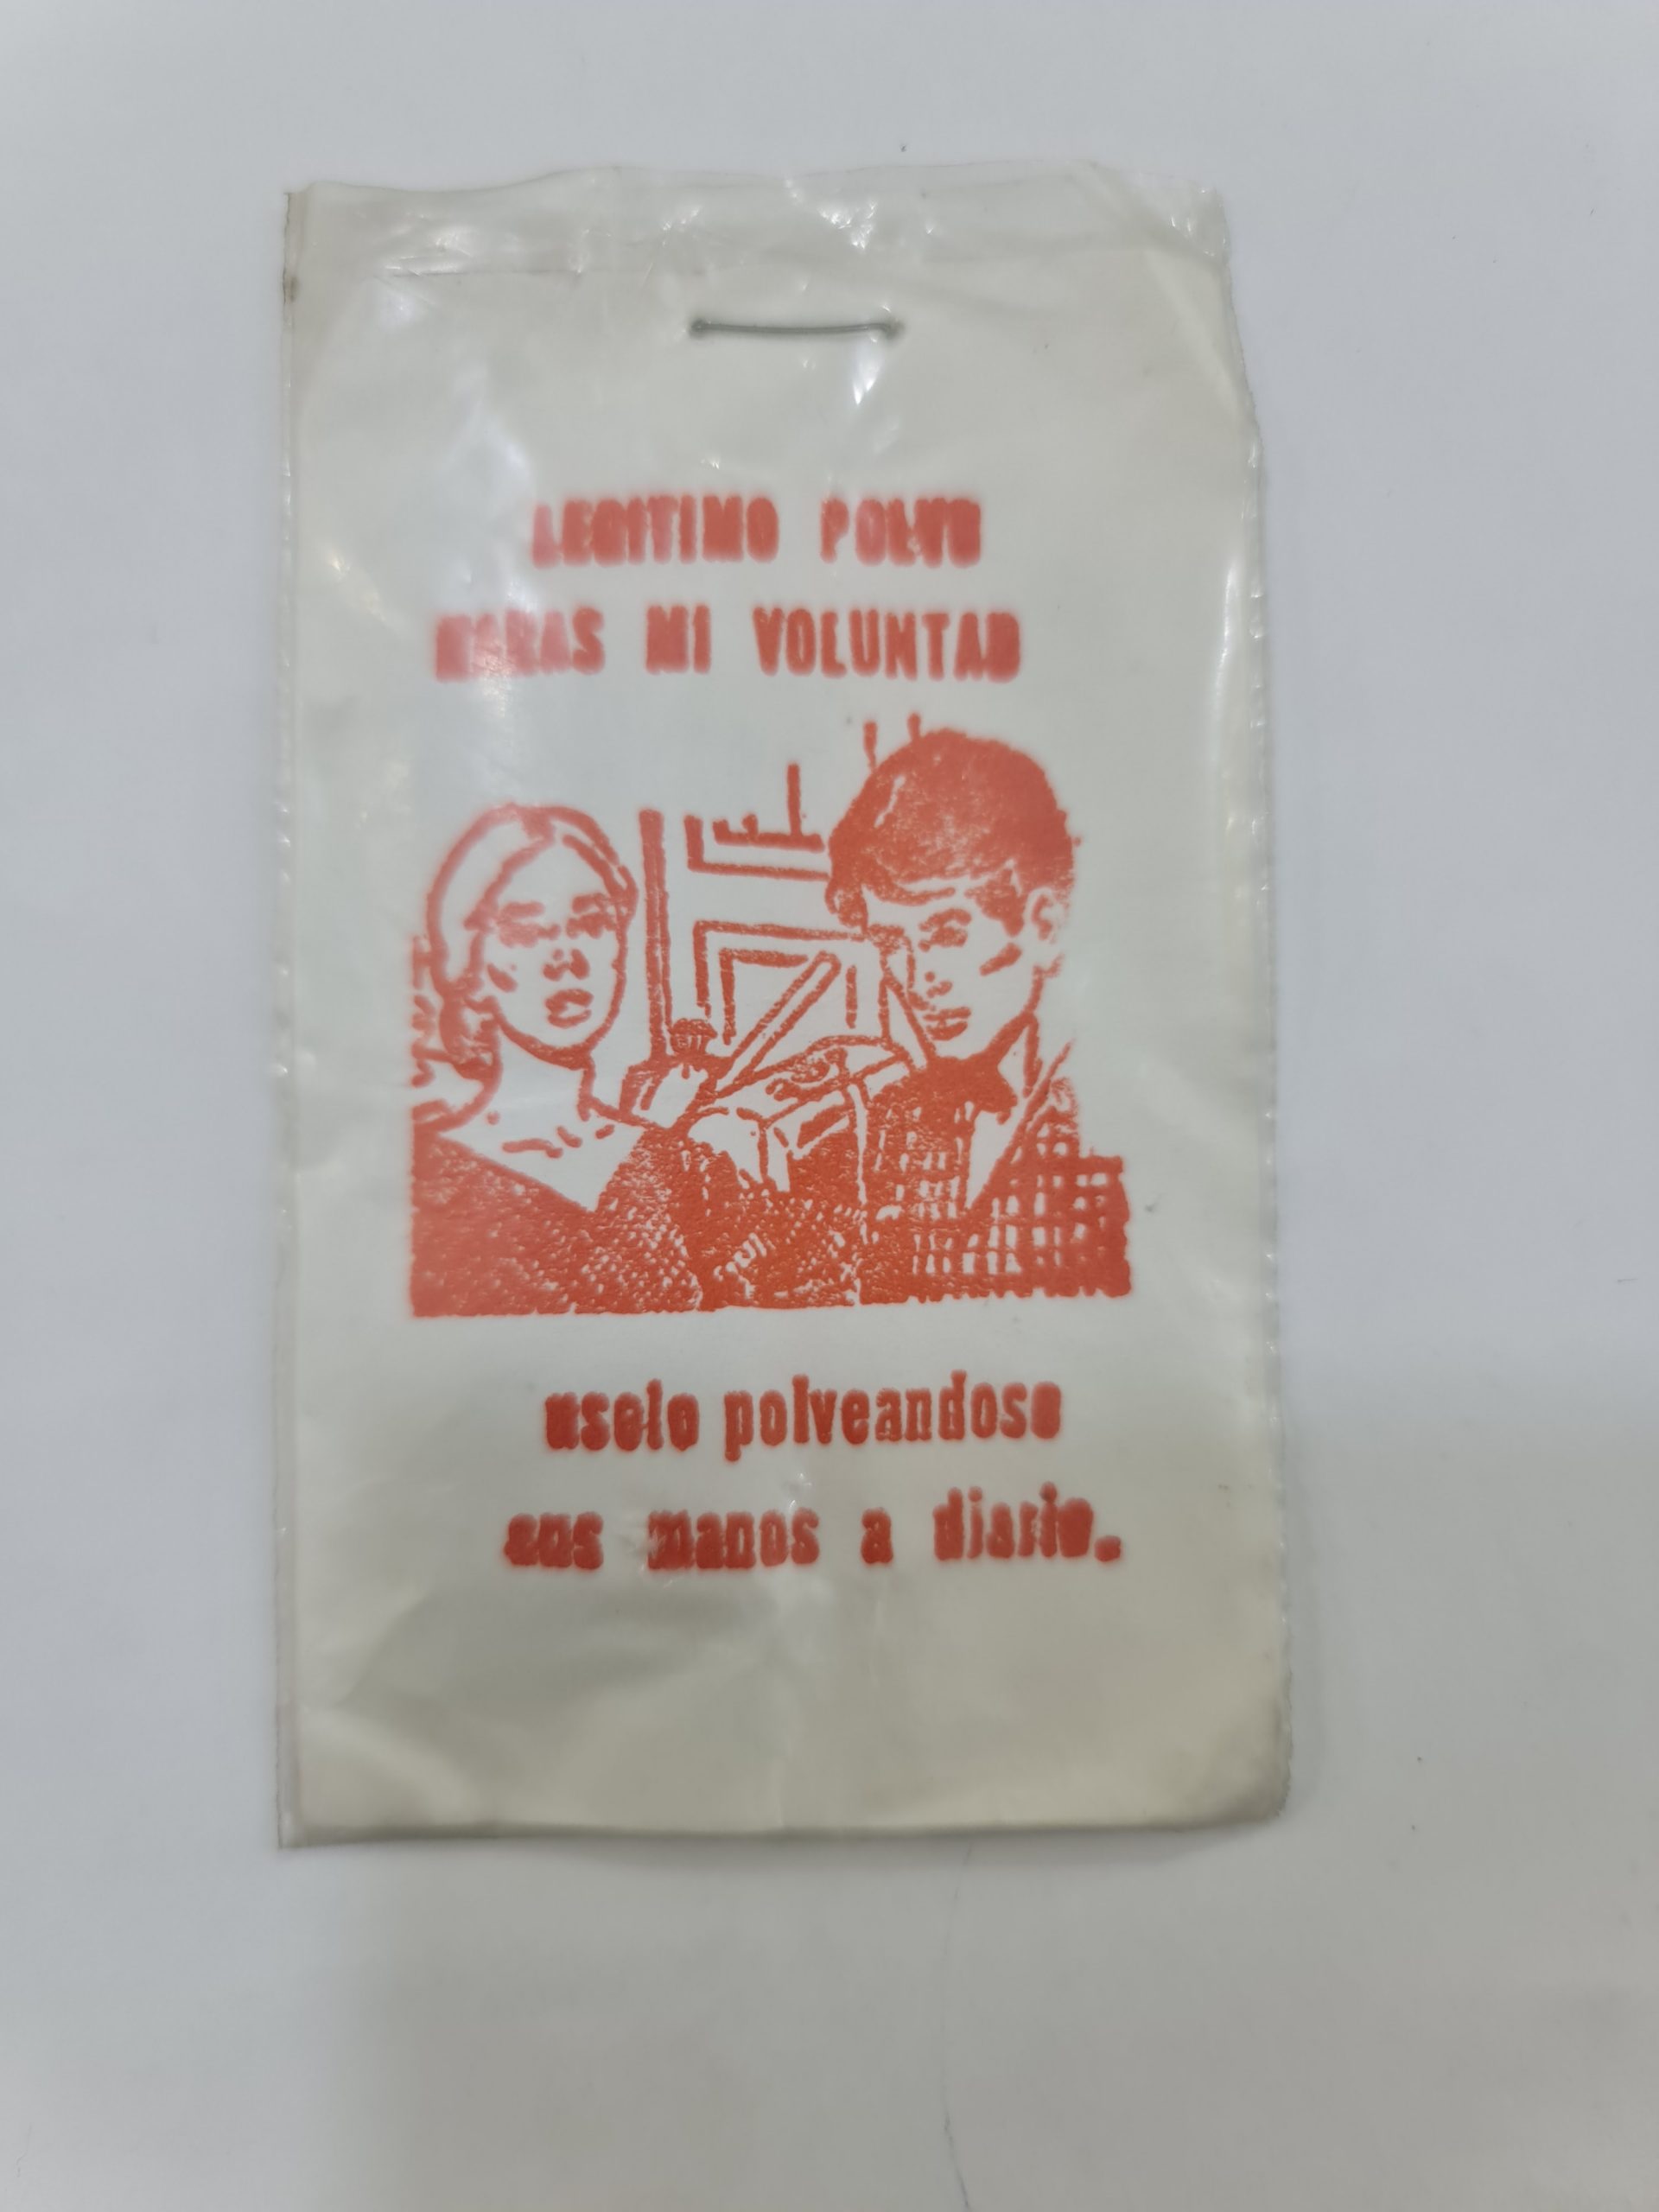 LEGITIMO POLVO
HARAS MI VOLUNTAD
uselo polveandose
sus manos a diario.